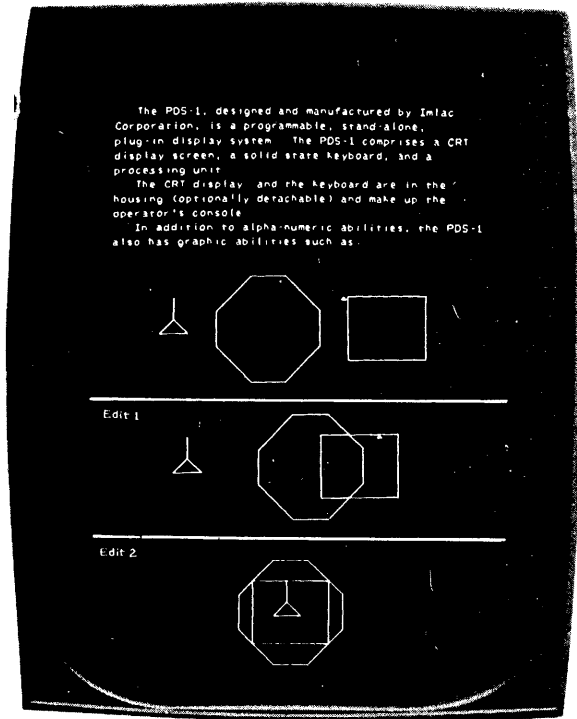 The PDS-1, designed and manufactured by Imlac
Corporation, is a programmable, stand-alone,
plug-in display system The PDS-1 comprises a CRT
display screen, a solid state keyboard, and a
processing unit
The CRT display and the keyboard are in the
housing (optionally detachable) and make up the
operator's console
In addition to alpha-numeric abilities, the PDS-1
also has graphic abilities such as
Edit 1
Edit 2